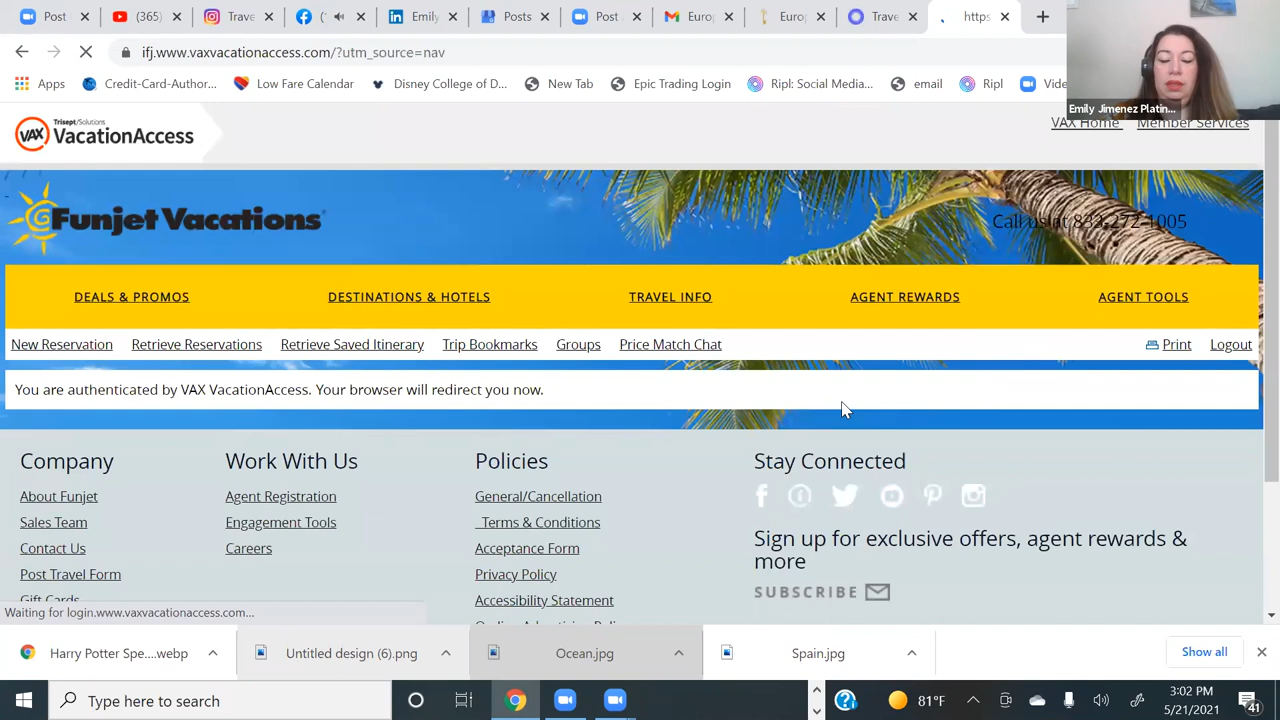 Post
(365)
Trave
(
Emily
Posts
Post
Europ
Europ
Trave
https
ifj.www.vaxvacationaccess.com/?utm_source=nav
Apps
Credit-Card-Author...
Low Fare Calendar
Disney College D...
New Tab
Epic Trading Login
Ripl: Social Media...
email
Ripl
Vide
Emily Jimenez Platin...
Trisept/Solutions
VAX VacationAccess
VAX Home
Member Services
Funjet Vacations
Call us at 833-272-1005
DEALS & PROMOS
DESTINATIONS & HOTELS
TRAVEL INFO
AGENT REWARDS
AGENT TOOLS
New Reservation
Retrieve Reservations
Retrieve Saved Itinerary
Trip Bookmarks
Groups
Price Match Chat
Print
Logout
You are authenticated by VAX VacationAccess. Your browser will redirect you now.
Company
About Funjet
Sales Team
Contact Us
Post Travel Form
Gift Cards
Work With Us
Agent Registration
Engagement Tools
Careers
Policies
General/Cancellation
Terms & Conditions
Acceptance Form
Privacy Policy
Accessibility Statement
Stay Connected
Sign up for exclusive offers, agent rewards &
more
SUBSCRIBE
Waiting for login.www.vaxvacationaccess.com...
Harry Potter Spe....webp
Untitled design (6).png
Ocean.jpg
Spain.jpg
Show all
Type here to search
81°F
3:02 PM
5/21/2021
41